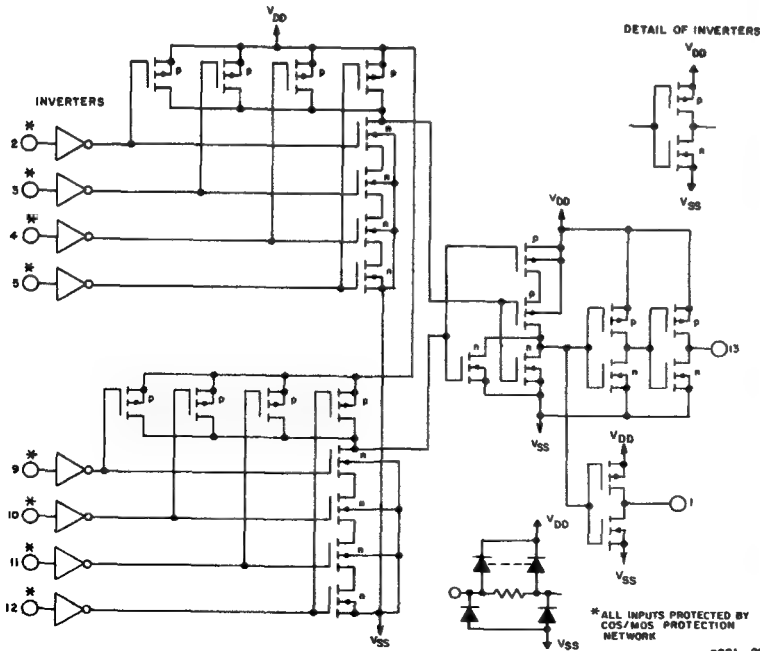 VDD
DETAIL OF INVERTERS
VDD
p
p
p
p
p
n
VSS
INVERTERS
*
2
*
3
*
4
*
5
n
n
n
n
VDD
p
p
n
n
p
p
n
n
13
VSS
p
p
p
p
*
9
*
10
*
11
*
12
n
n
n
n
VSS
VDD
1
VSS
VDD
VSS
* ALL INPUTS PROTECTED BY
COS/MOS PROTECTION
NETWORK